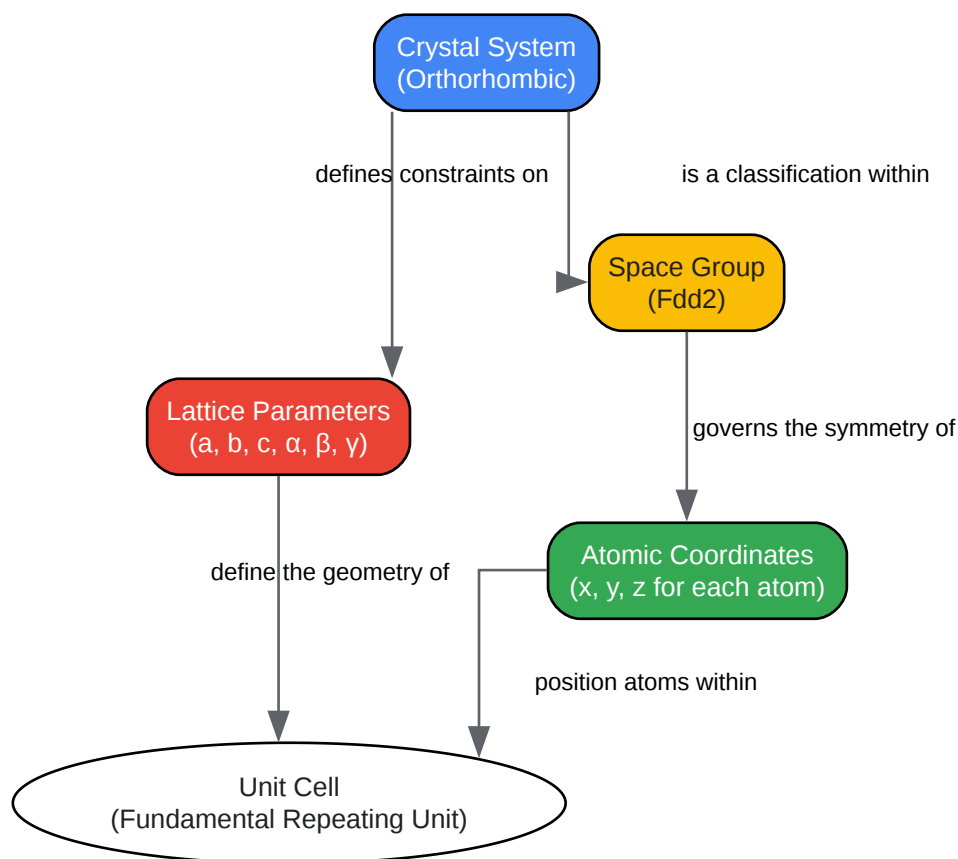 Crystal System
(Orthorhombic)
defines constraints on
is a classification within
Space Group
(Fdd2)
Lattice Parameters
(a, b, c, α, β, γ)
governs the symmetry of
Atomic Coordinates
(x, y, z for each atom)
define the geometry of
position atoms within
Unit Cell
(Fundamental Repeating Unit)